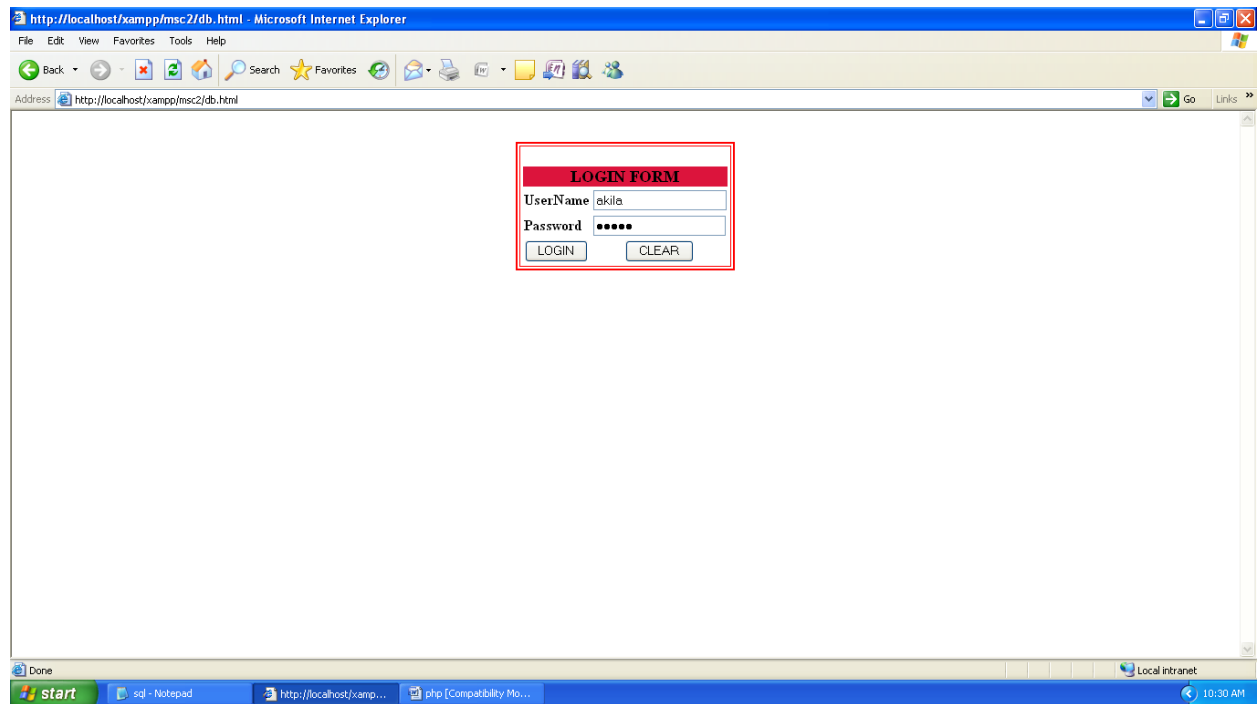 http://localhost/xampp/msc2/db.html - Microsoft Internet Explorer
File Edit View Favorites Tools Help
Back Search Favorites
Address http://localhost/xampp/msc2/db.html Go Links »
LOGIN FORM
UserName akila
Password •••••
LOGIN CLEAR
Done Local intranet
start sql - Notepad http://localhost/xamp... php [Compatibility Mo... 10:30 AM